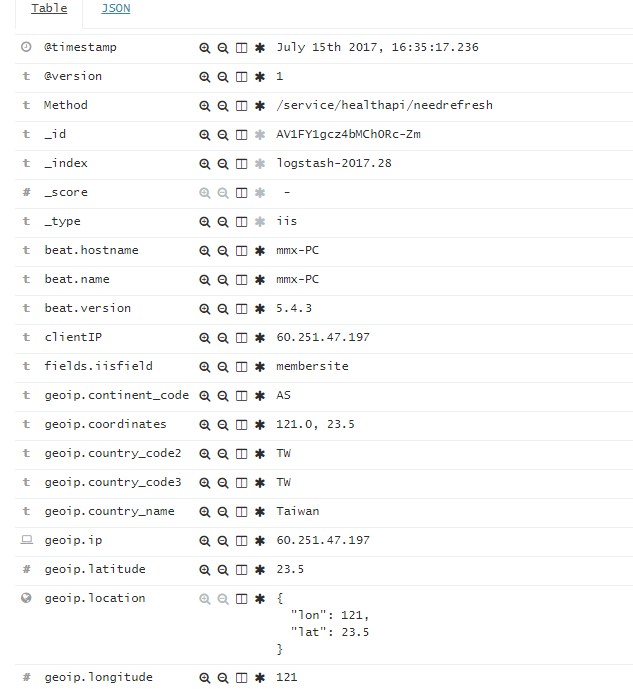 Table JSON
@timestamp July 15th 2017, 16:35:17.236
t @version 1
t Method /service/healthapi/needrefresh
t _id AV1FY1gcz4bMChORc-Zm
t _index logstash-2017.28
# _score -
t _type iis
t beat.hostname mmx-PC
t beat.name mmx-PC
t beat.version 5.4.3
t clientIP 60.251.47.197
t fields.iisfield membersite
t geoip.continent_code AS
t geoip.coordinates 121.0, 23.5
t geoip.country_code2 TW
t geoip.country_code3 TW
t geoip.country_name Taiwan
geoip.ip 60.251.47.197
# geoip.latitude 23.5
geoip.location {
"lon": 121,
"lat": 23.5
}
# geoip.longitude 121